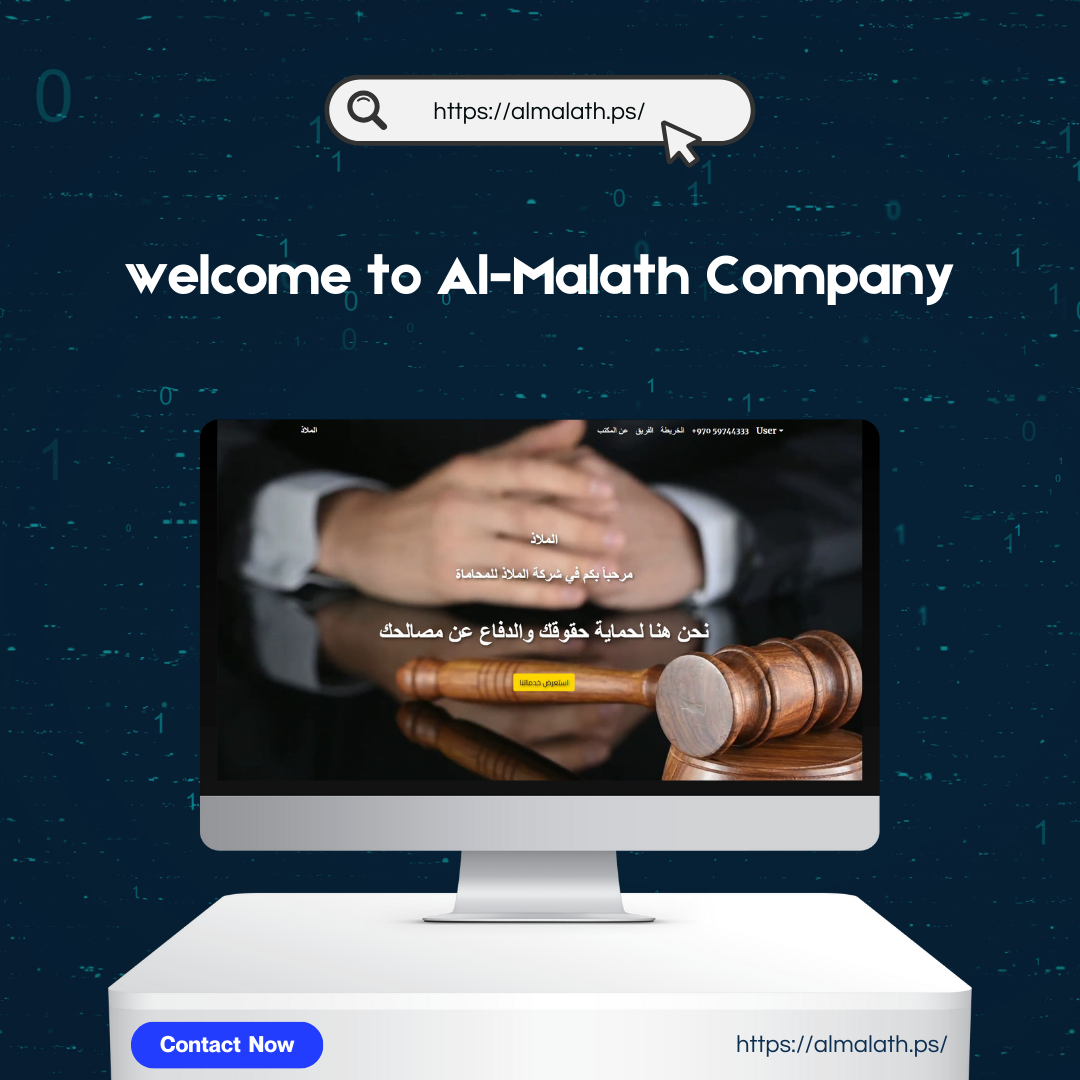 https://almalath.ps/
welcome to Al-Malath Company
الملاذ
عن المكتب الفريق الخريطة +970 59744333 User
الملاذ
مرحباً بكم في شركة الملاذ للمحاماة
نحن هنا لحماية حقوقك والدفاع عن مصالحك
استعرض خدماتنا
Contact Now
https://almalath.ps/